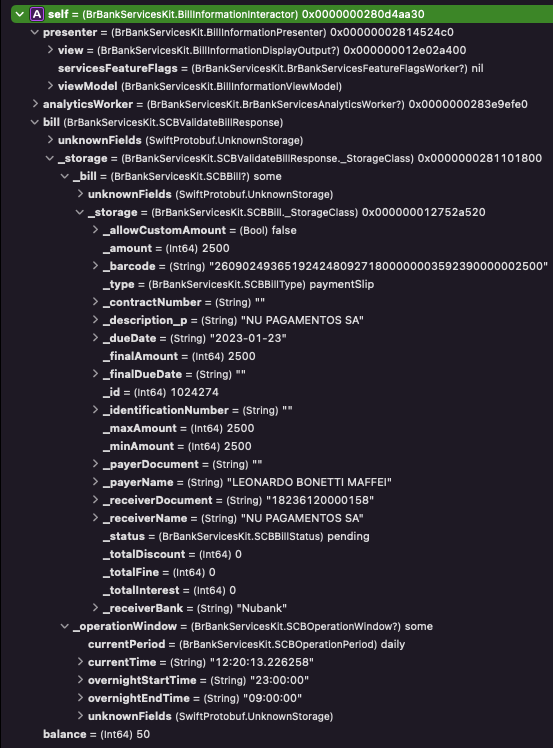 A self = (BrBankServicesKit.BillInformationInteractor) 0x0000000280d4aa30
presenter = (BrBankServicesKit.BillInformationPresenter) 0x00000002814524c0
view = (BrBankServicesKit.BillInformationDisplayOutput?) 0x000000012e02a400
servicesFeatureFlags = (BrBankServicesKit.BrBankServicesFeatureFlagsWorker?) nil
viewModel (BrBankServicesKit.BillInformationViewModel)
analyticsWorker = (BrBankServicesKit.BrBankServicesAnalyticsWorker?) 0x0000000283e9efe0
bill (BrBankServicesKit.SCBValidateBillResponse)
unknownFields (SwiftProtobuf.UnknownStorage)
_storage = (BrBankServicesKit.SCBValidateBillResponse._StorageClass) 0x0000000281101800
_bill = (BrBankServicesKit.SCBBill?) some
unknownFields (SwiftProtobuf.UnknownStorage)
_storage = (BrBankServicesKit.SCBBill._StorageClass) 0x000000012752a520
_allowCustomAmount = (Bool) false
_amount = (Int64) 2500
_barcode = (String) "26090249365192424809271800000003592390000002500"
_type = (BrBankServicesKit.SCBBillType) paymentSlip
_contractNumber = (String) ""
_description_p = (String) "NU PAGAMENTOS SA"
_dueDate = (String) "2023-01-23"
_finalAmount = (Int64) 2500
_finalDueDate = (String) ""
_id = (Int64) 1024274
_identificationNumber = (String) ""
_maxAmount = (Int64) 2500
_minAmount = (Int64) 2500
_payerDocument = (String) ""
_payerName = (String) "LEONARDO BONETTI MAFFEI"
_receiverDocument = (String) "18236120000158"
_receiverName = (String) "NU PAGAMENTOS SA"
_status = (BrBankServicesKit.SCBBillStatus) pending
_totalDiscount = (Int64) 0
_totalFine = (Int64) 0
_totalInterest = (Int64) 0
_receiverBank = (String) "Nubank"
_operationWindow = (BrBankServicesKit.SCBOperationWindow?) some
currentPeriod = (BrBankServicesKit.SCBOperationPeriod) daily
currentTime = (String) "12:20:13.226258"
overnightStartTime = (String) "23:00:00"
overnightEndTime = (String) "09:00:00"
unknownFields (SwiftProtobuf.UnknownStorage)
balance = (Int64) 50